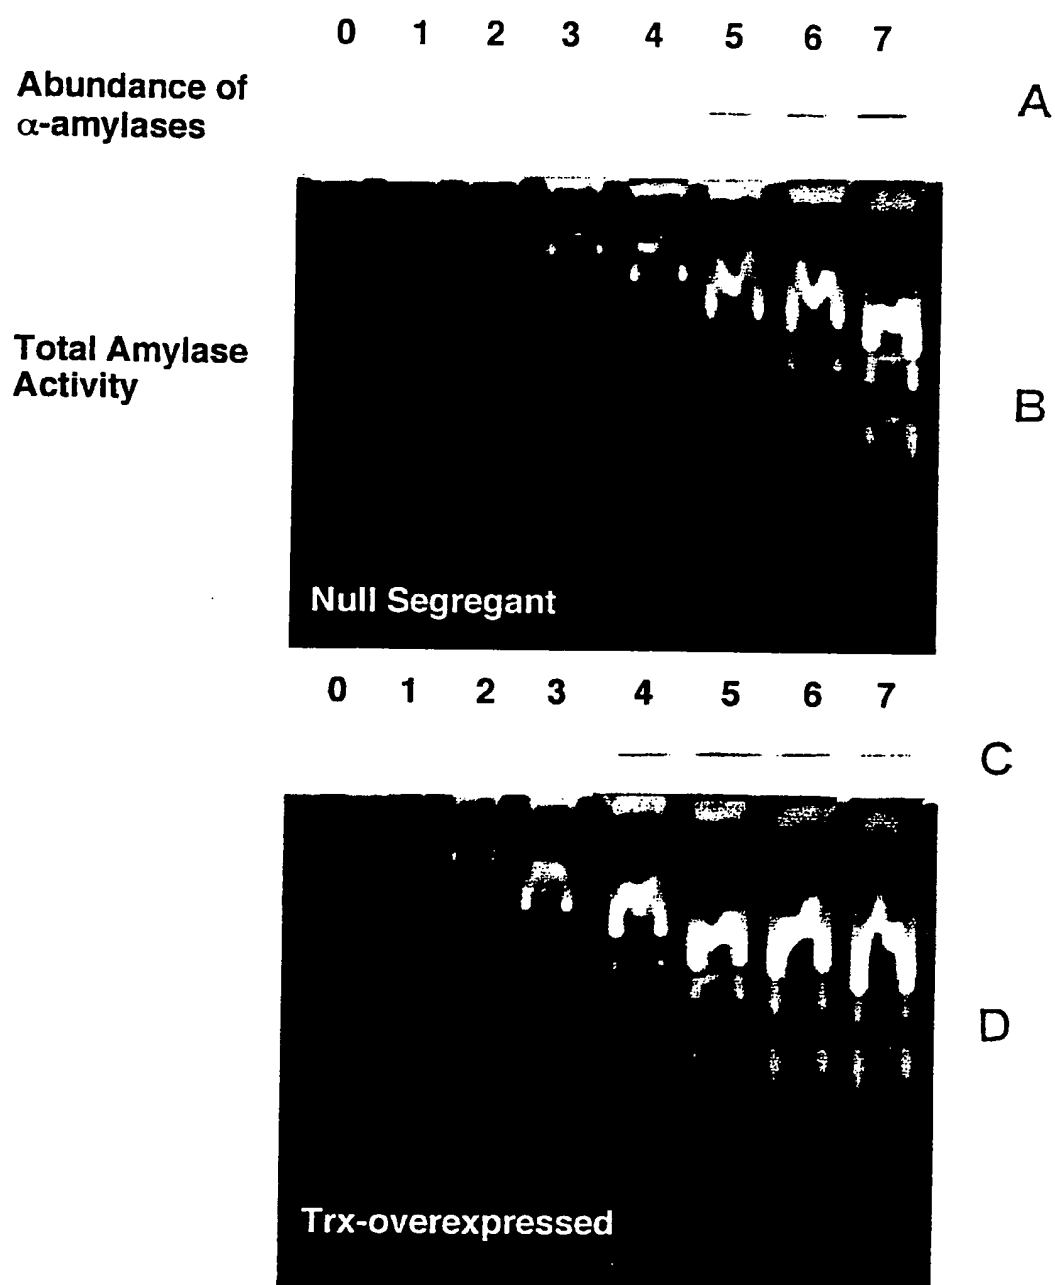 0 1 2 3 4 5 6 7
Abundance of
α-amylases
A
Total Amylase
Activity
B
Null Segregant
0 1 2 3 4 5 6 7
C
D
Trx-overexpressed